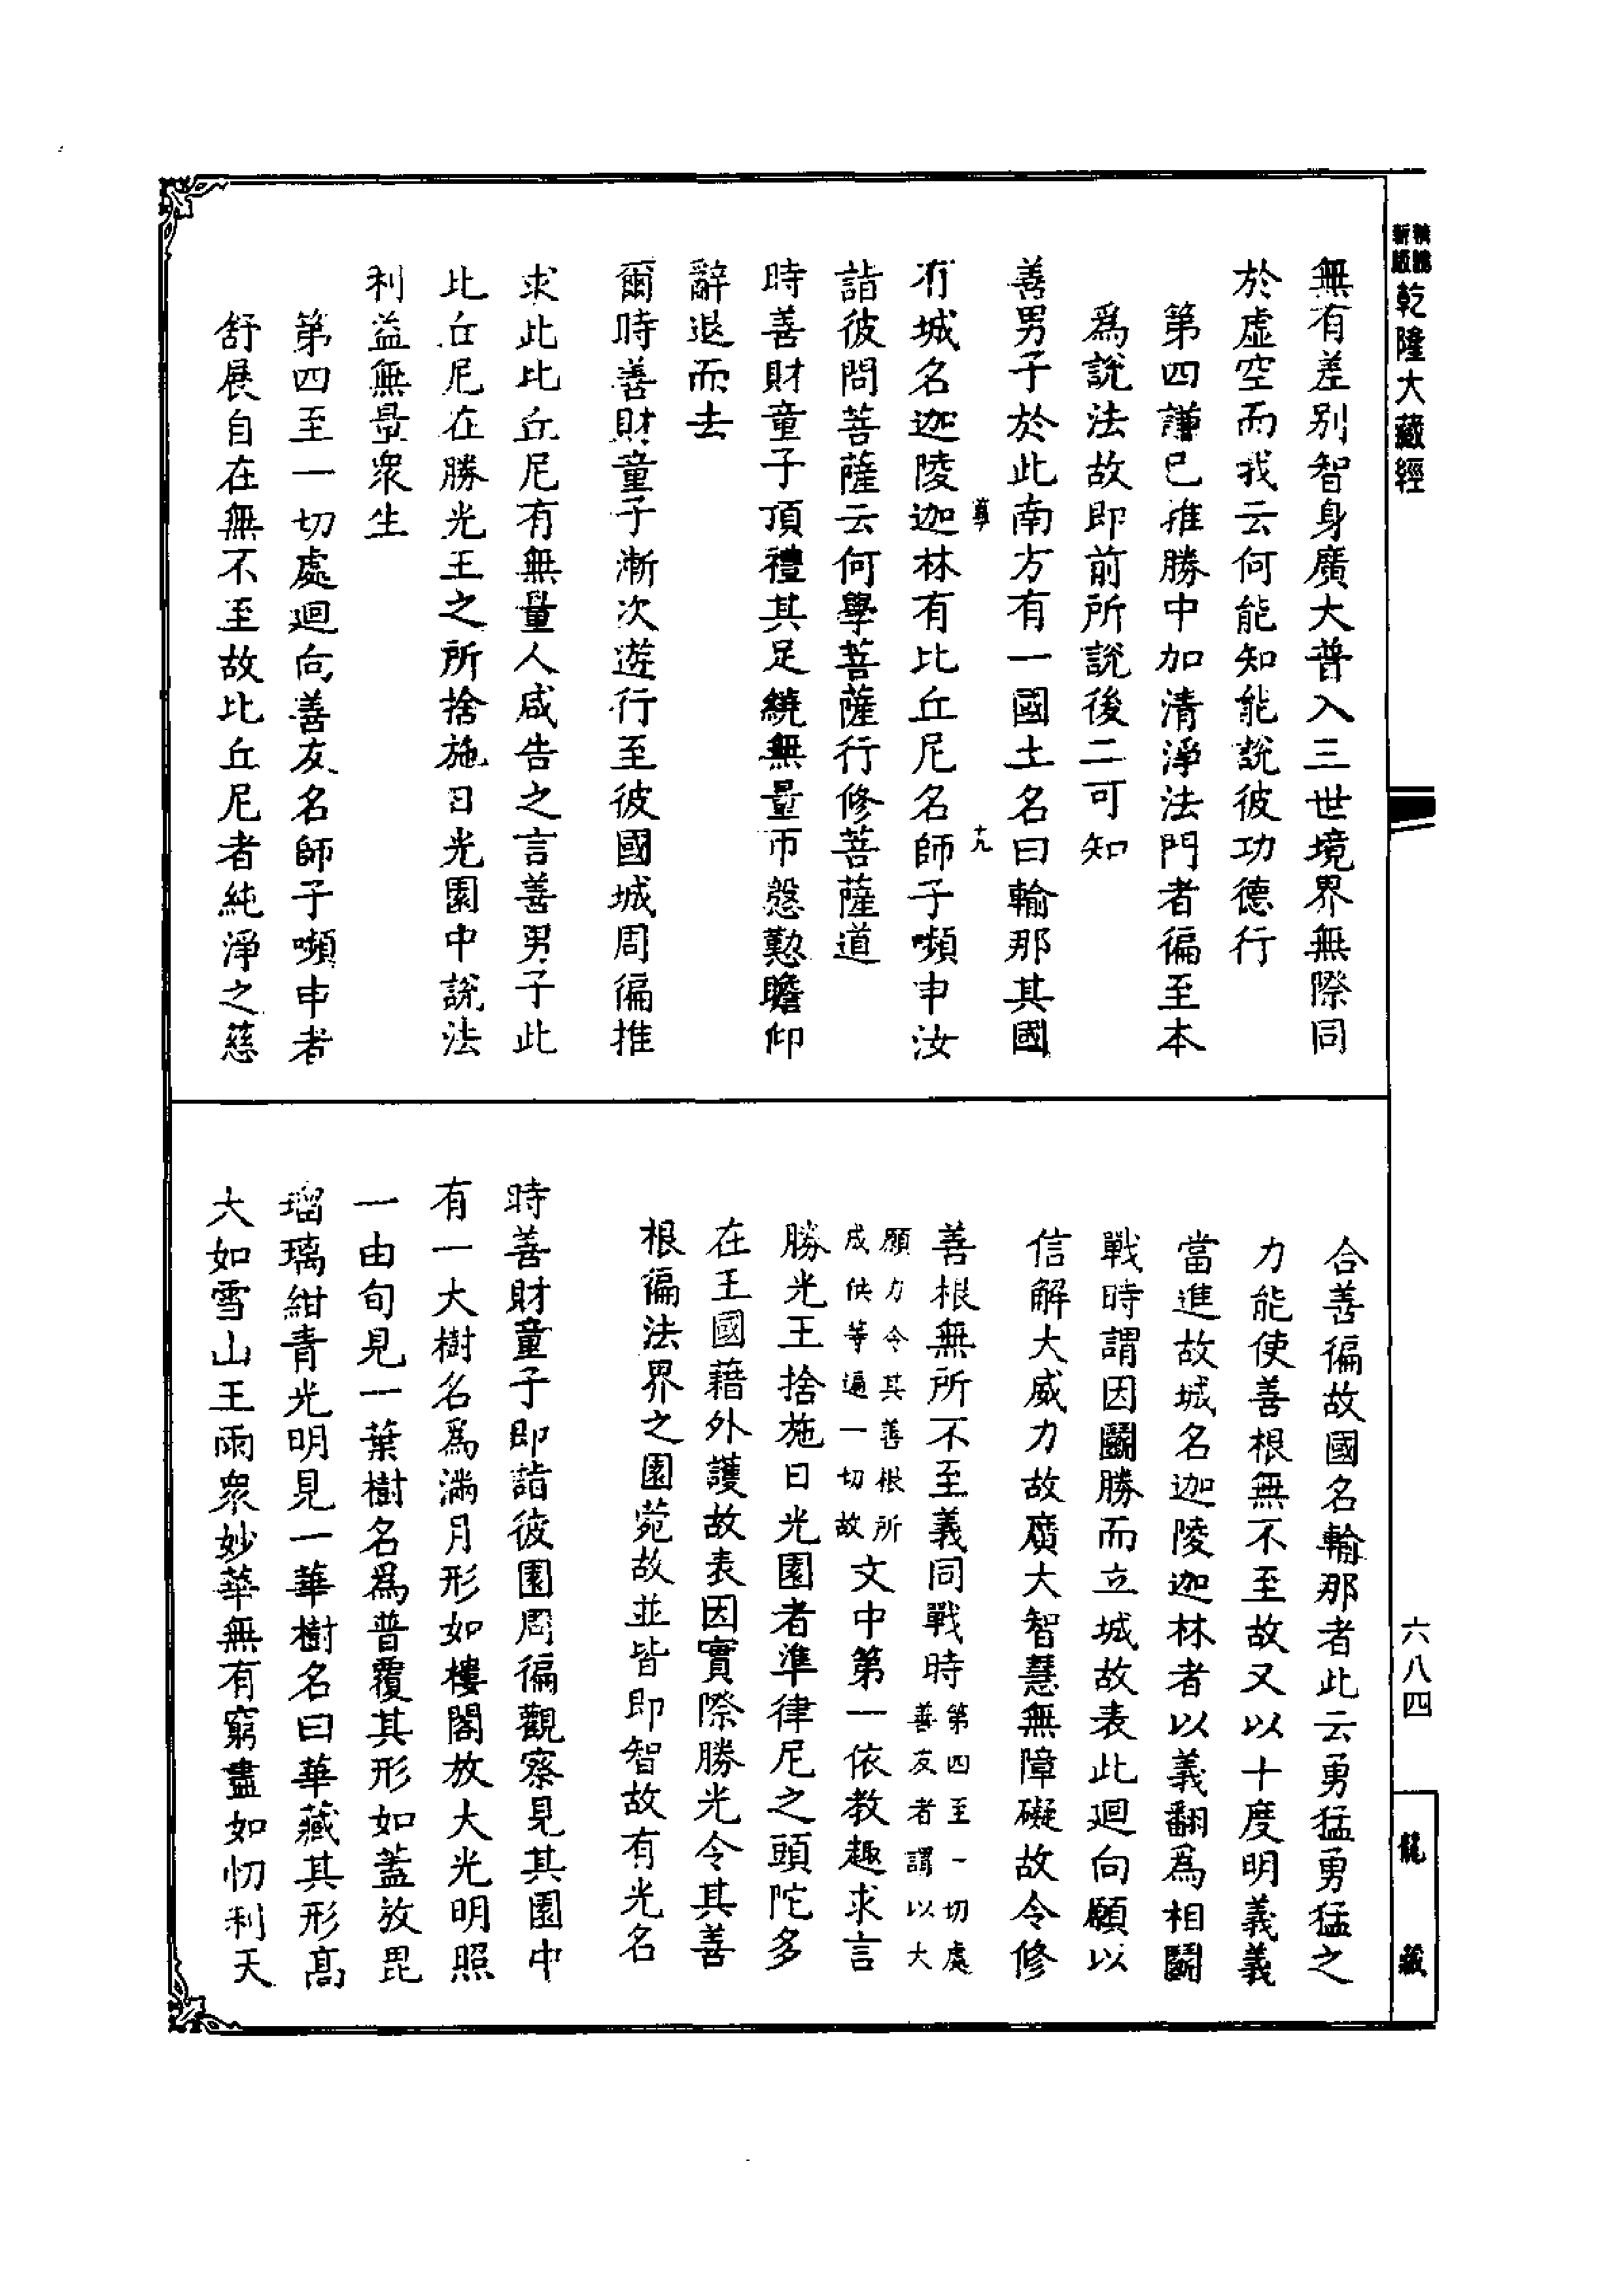 乾隆大藏經
無有差別智身廣大普入三世境界無際同
於虛空而我云何能知能說彼功德行
第四謙已推勝中加清淨法門者徧至本
爲說法故即前所說後二可知
善男子於此南方有一國土名曰輸那其國
十九
有城名迦陵迦林有比丘尼名師子嚬申汝
詣彼問菩薩云何學菩薩行修菩薩道
時善財童子頂禮其足繞無量帀慇懃瞻仰
辭退而去
爾時善財童子漸次遊行至彼國城周徧推
求此比丘尼有無量人咸告之言善男子此
比丘尼在勝光王之所捨施日光園中說法
利益無量衆生
第四至一切處迴向善友名師子嚬申者
舒展自在無不至故比丘尼者純淨之慈
合善徧故國名輸那者此云勇猛勇猛之
力能使善根無不至故又以十度明義義
當進故城名迦陵迦林者以義翻爲相鬬
戰時謂因鬬勝而立城故表此迴向願以
信解大威力故廣大智慧無障礙故令修
善根無所不至義同戰時第四至一切處善友者謂以大
願力令其善根所成供等遍一切故文中第一依教趣求言
勝光王捨施日光園者準律尼之頭陀多
在王國藉外護故表因實際勝光令其善
根徧法界之園苑故並皆即智故有光名
時善財童子即詣彼園周徧觀察見其園中
有一大樹名爲滿月形如樓閣放大光明照
一由旬見一葉樹名爲普覆其形如蓋放毘
瑠璃紺青光明見一華樹名曰華藏其形高
大如雪山王雨衆妙華無有窮盡如忉利天
六八四
龍藏